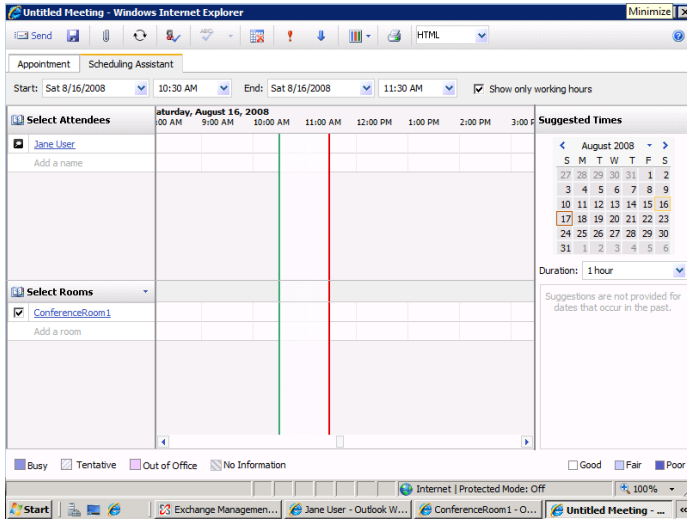 Untitled Meeting - Windows Internet Explorer
Minimize
Send
HTML
Appointment Scheduling Assistant
Start: Sat 8/16/2008 10:30 AM End: Sat 8/16/2008 11:30 AM Show only working hours
Select Attendees
aturday, August 16, 2008
:00 AM 9:00 AM 10:00 AM 11:00 AM 12:00 PM 1:00 PM 2:00 PM 3:00 P
Jane User
Add a name
Select Rooms
ConferenceRoom1
Add a room
Suggested Times
August 2008
S M T W T F S
27 28 29 30 31 1 2
3 4 5 6 7 8 9
10 11 12 13 14 15 16
17 18 19 20 21 22 23
24 25 26 27 28 29 30
31 1 2 3 4 5 6
Duration: 1 hour
Suggestions are not provided for
dates that occur in the past.
Busy Tentative Out of Office No Information
Good Fair Poor
Internet | Protected Mode: Off
100%
Start
Exchange Managemen...
Jane User - Outlook W...
ConferenceRoom1 - O...
Untitled Meeting - ...